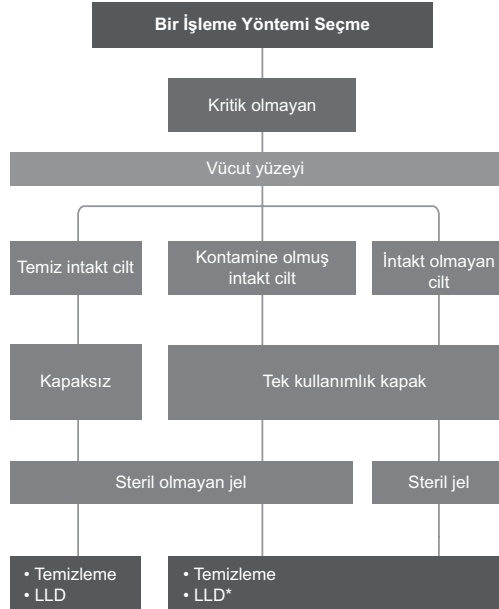 Bir İşleme Yöntemi Seçme
Kritik olmayan
Vücut yüzeyi
Temiz intakt cilt
Kontamine olmuş
intakt cilt
İntakt olmayan
cilt
Kapaksız
Tek kullanımlık kapak
Steril olmayan jel
Steril jel
• Temizleme
• LLD
• Temizleme
• LLD*